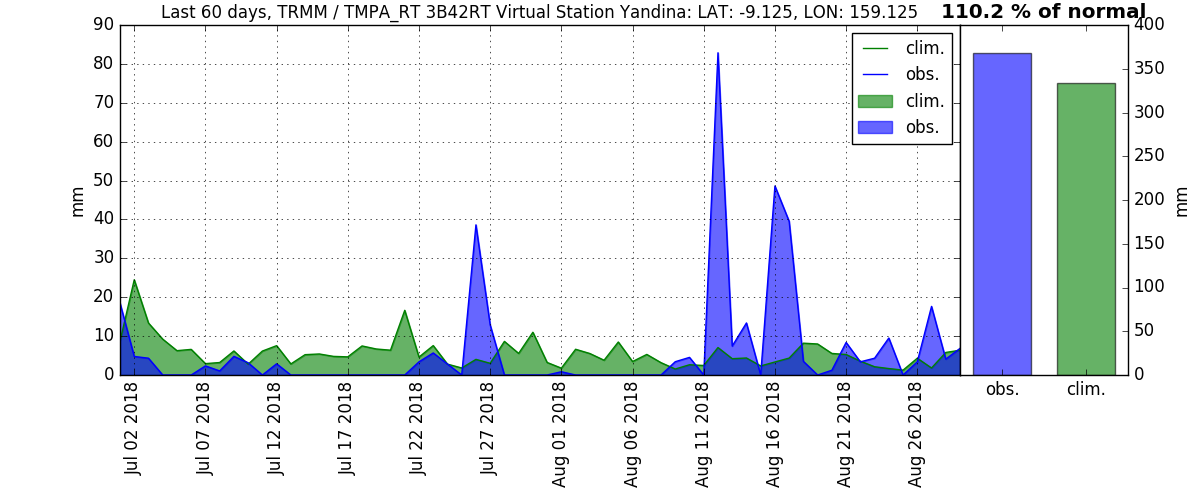 Last 60 days, TRMM / TMPA_RT 3B42RT Virtual Station Yandina: LAT: -9.125, LON: 159.125
110.2 % of normal
90
80
70
60
50
40
30
20
10
0
mm
clim.
obs.
clim.
obs.
Jul 02 2018
Jul 07 2018
Jul 12 2018
Jul 17 2018
Jul 22 2018
Jul 27 2018
Aug 01 2018
Aug 06 2018
Aug 11 2018
Aug 16 2018
Aug 21 2018
Aug 26 2018
400
350
300
250
200
150
100
50
0
mm
obs.
clim.